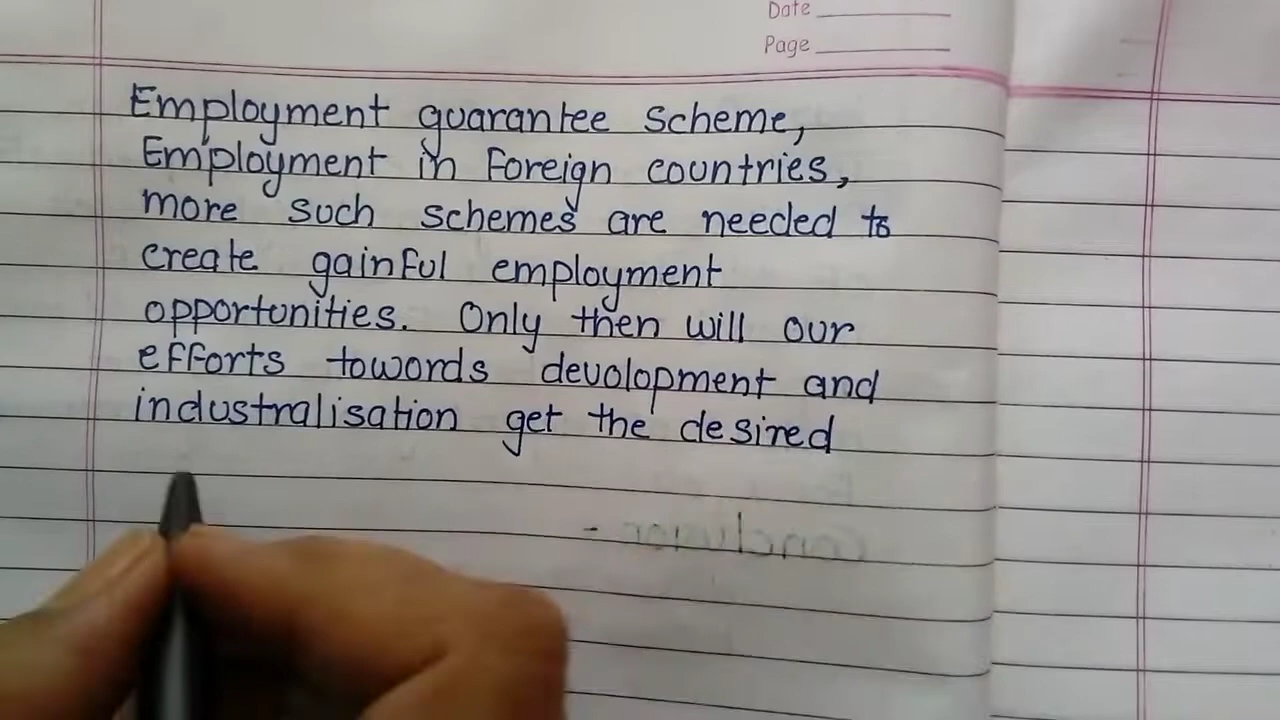 Date
Page
Employment guarantee scheme,
Employment in foreign countries,
more such schemes are needed to
create gainful employment
opportunities. Only then will our
efforts towords devolopment and
industralisation get the desired
Conclusion -